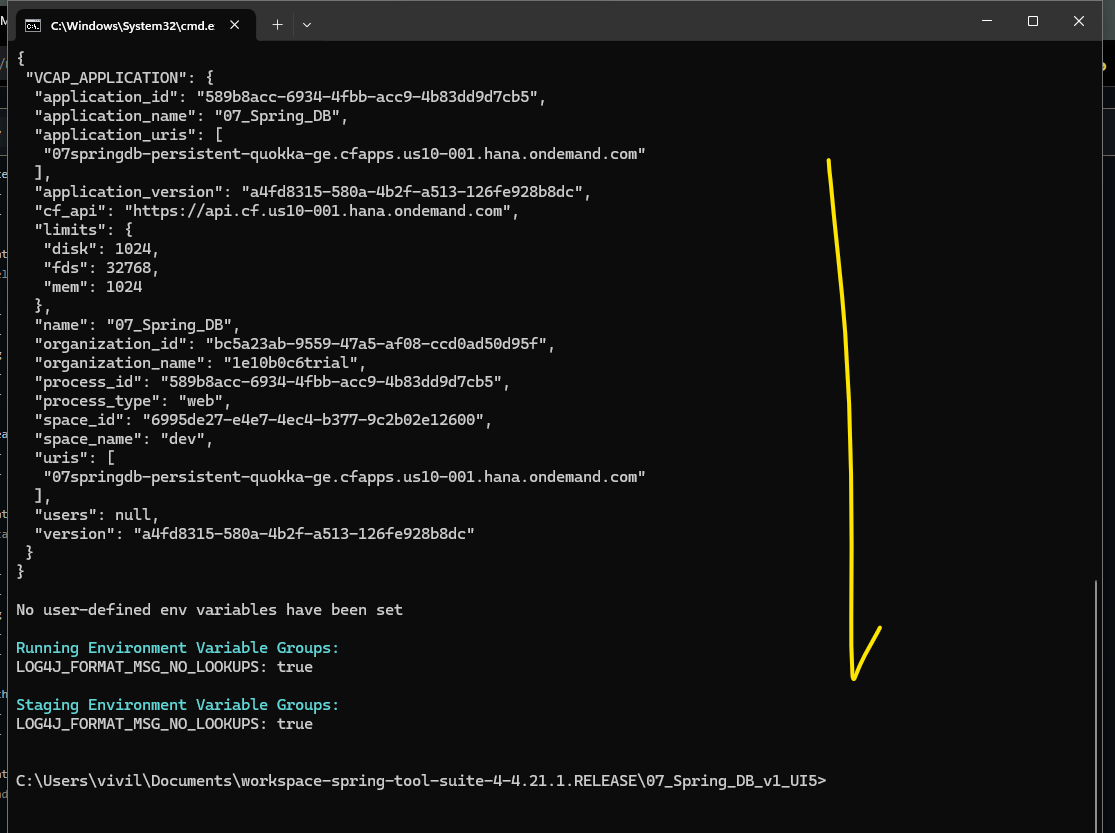 C:\Windows\System32\cmd.e
{
"VCAP_APPLICATION": {
"application_id": "589b8acc-6934-4fbb-acc9-4b83dd9d7cb5",
"application_name": "07_Spring_DB",
"application_uris": [
"07springdb-persistent-quokka-ge.cfapps.us10-001.hana.ondemand.com"
],
"application_version": "a4fd8315-580a-4b2f-a513-126fe928b8dc",
"cf_api": "https://api.cf.us10-001.hana.ondemand.com",
"limits": {
"disk": 1024,
"fds": 32768,
"mem": 1024
},
"name": "07_Spring_DB",
"organization_id": "bc5a23ab-9559-47a5-af08-ccd0ad50d95f",
"organization_name": "1e10b0c6trial",
"process_id": "589b8acc-6934-4fbb-acc9-4b83dd9d7cb5",
"process_type": "web",
"space_id": "6995de27-e4e7-4ec4-b377-9c2b02e12600",
"space_name": "dev",
"uris": [
"07springdb-persistent-quokka-ge.cfapps.us10-001.hana.ondemand.com"
],
"users": null,
"version": "a4fd8315-580a-4b2f-a513-126fe928b8dc"
}
}
No user-defined env variables have been set
Running Environment Variable Groups:
LOG4J_FORMAT_MSG_NO_LOOKUPS: true
Staging Environment Variable Groups:
LOG4J_FORMAT_MSG_NO_LOOKUPS: true
C:\Users\vivil\Documents\workspace-spring-tool-suite-4-4.21.1.RELEASE\07_Spring_DB_v1_UI5>